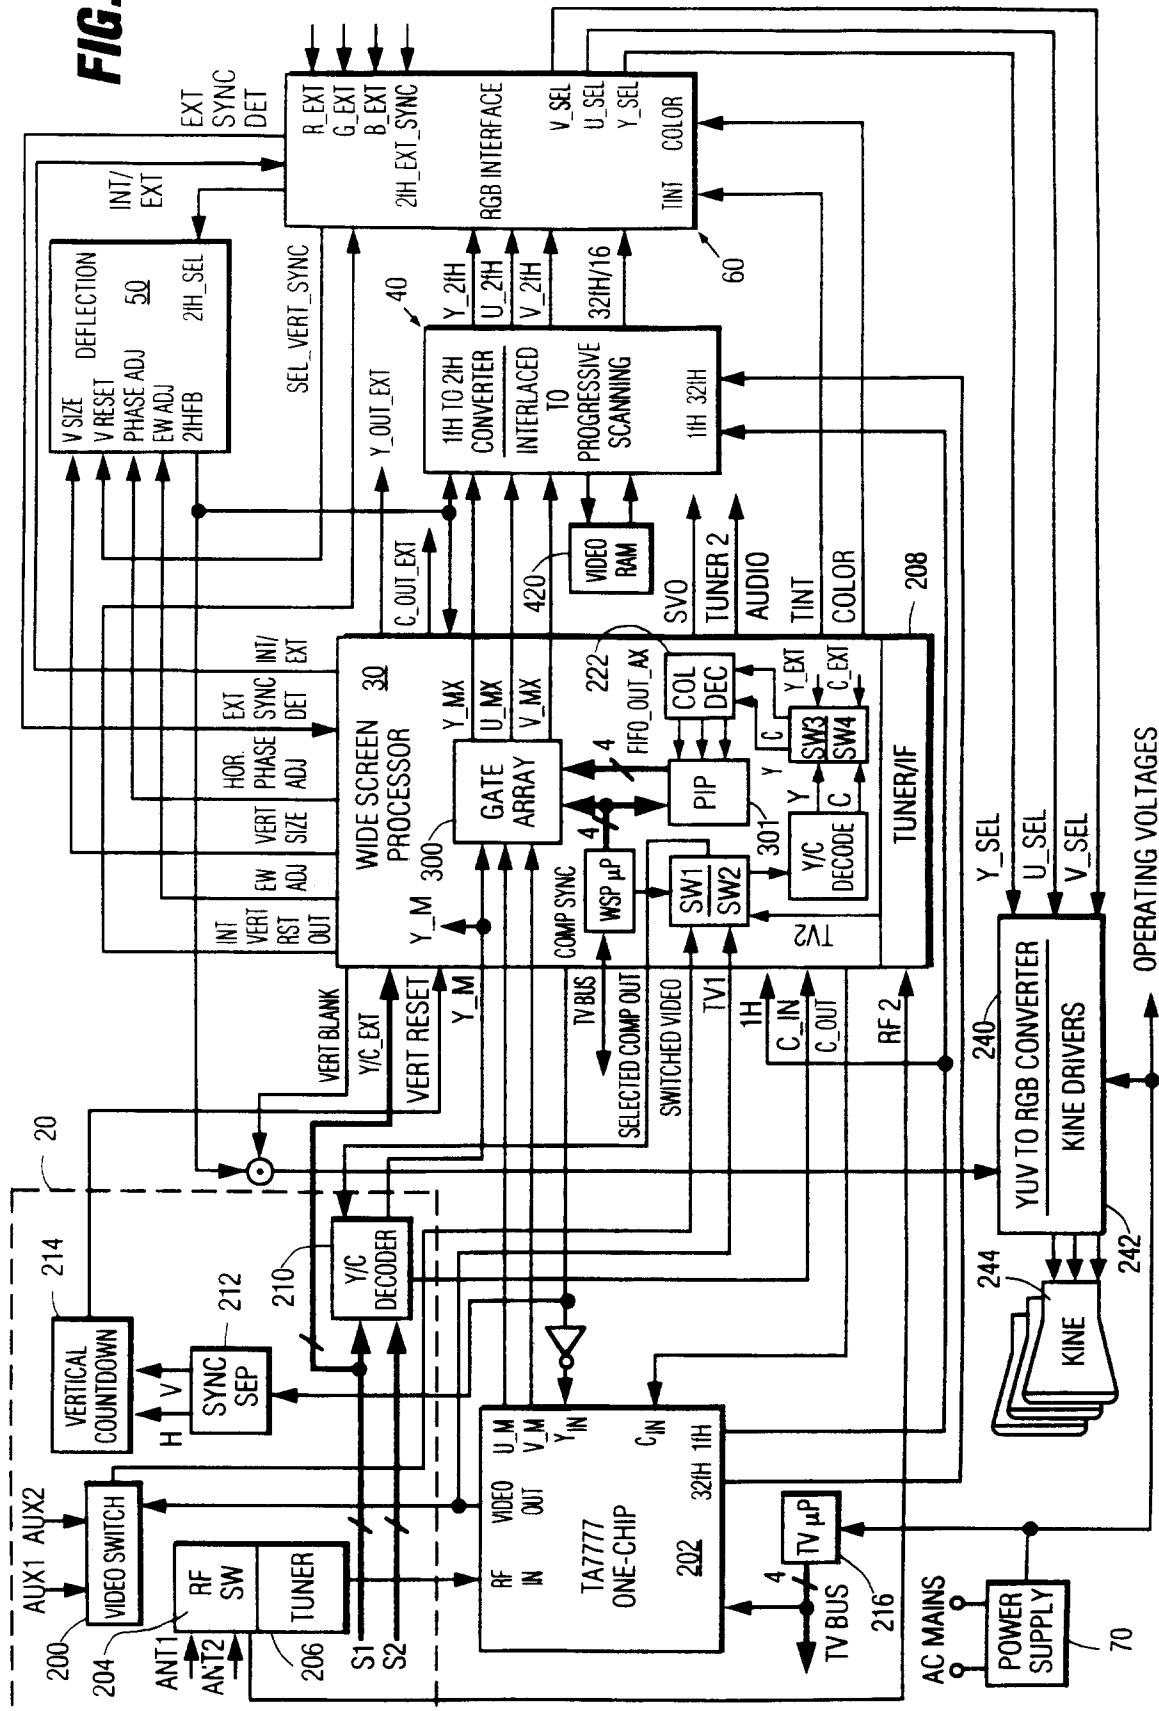 FIG.
EXT
SYNC
DET
INT/
EXT
R_EXT
G_EXT
B_EXT
2fH_EXT_SYNC
RGB INTERFACE
V_SEL
U_SEL
Y_SEL
TINT
COLOR
60
DEFLECTION
50
V SIZE
V RESET
PHASE ADJ
EW ADJ
2fHFB
2fH_SEL
SEL_VERT_SYNC
Y_OUT_EXT
C_OUT_EXT
40
Y_2fH
U_2fH
V_2fH
32fH/16
1fH TO 2fH
CONVERTER
INTERLACED
TO
PROGRESSIVE
SCANNING
1fH 32fH
420
VIDEO
RAM
SVO
TUNER 2
AUDIO
TINT
COLOR
208
INT
VERT
RST
OUT
EW
ADJ
VERT
SIZE
HOR.
PHASE
ADJ
EXT
SYNC
DET
INT/
EXT
WIDE SCREEN
PROCESSOR
30
300
GATE
ARRAY
Y_MX
U_MX
V_MX
Y_M
COMP SYNC
WSP µP
4
4
FIFO_OUT_AX
222
COL
DEC
PIP
301
SW1
SW2
Y/C
DECODE
Y
C
SW3
SW4
Y
C
Y_EXT
C_EXT
TV2
TUNER/IF
VERT BLANK
Y/C_EXT
VERT RESET
Y_M
TV BUS
SELECTED COMP OUT
SWITCHED VIDEO
TV1
1H
C_IN
C_OUT
RF 2
20
214
VERTICAL
COUNTDOWN
H
V
212
SYNC
SEP
210
Y/C
DECODER
AUX1
AUX2
VIDEO SWITCH
200
204
RF
SW
TUNER
206
ANT1
ANT2
S1
S2
RF
IN
VIDEO
OUT
U_M
V_M
YIN
CIN
TA7777
ONE-CHIP
202
32fH 1fH
4
TV BUS
TV µP
216
AC MAINS
POWER
SUPPLY
70
Y_SEL
U_SEL
V_SEL
240
YUV TO RGB CONVERTER
KINE DRIVERS
242
244
KINE
OPERATING VOLTAGES